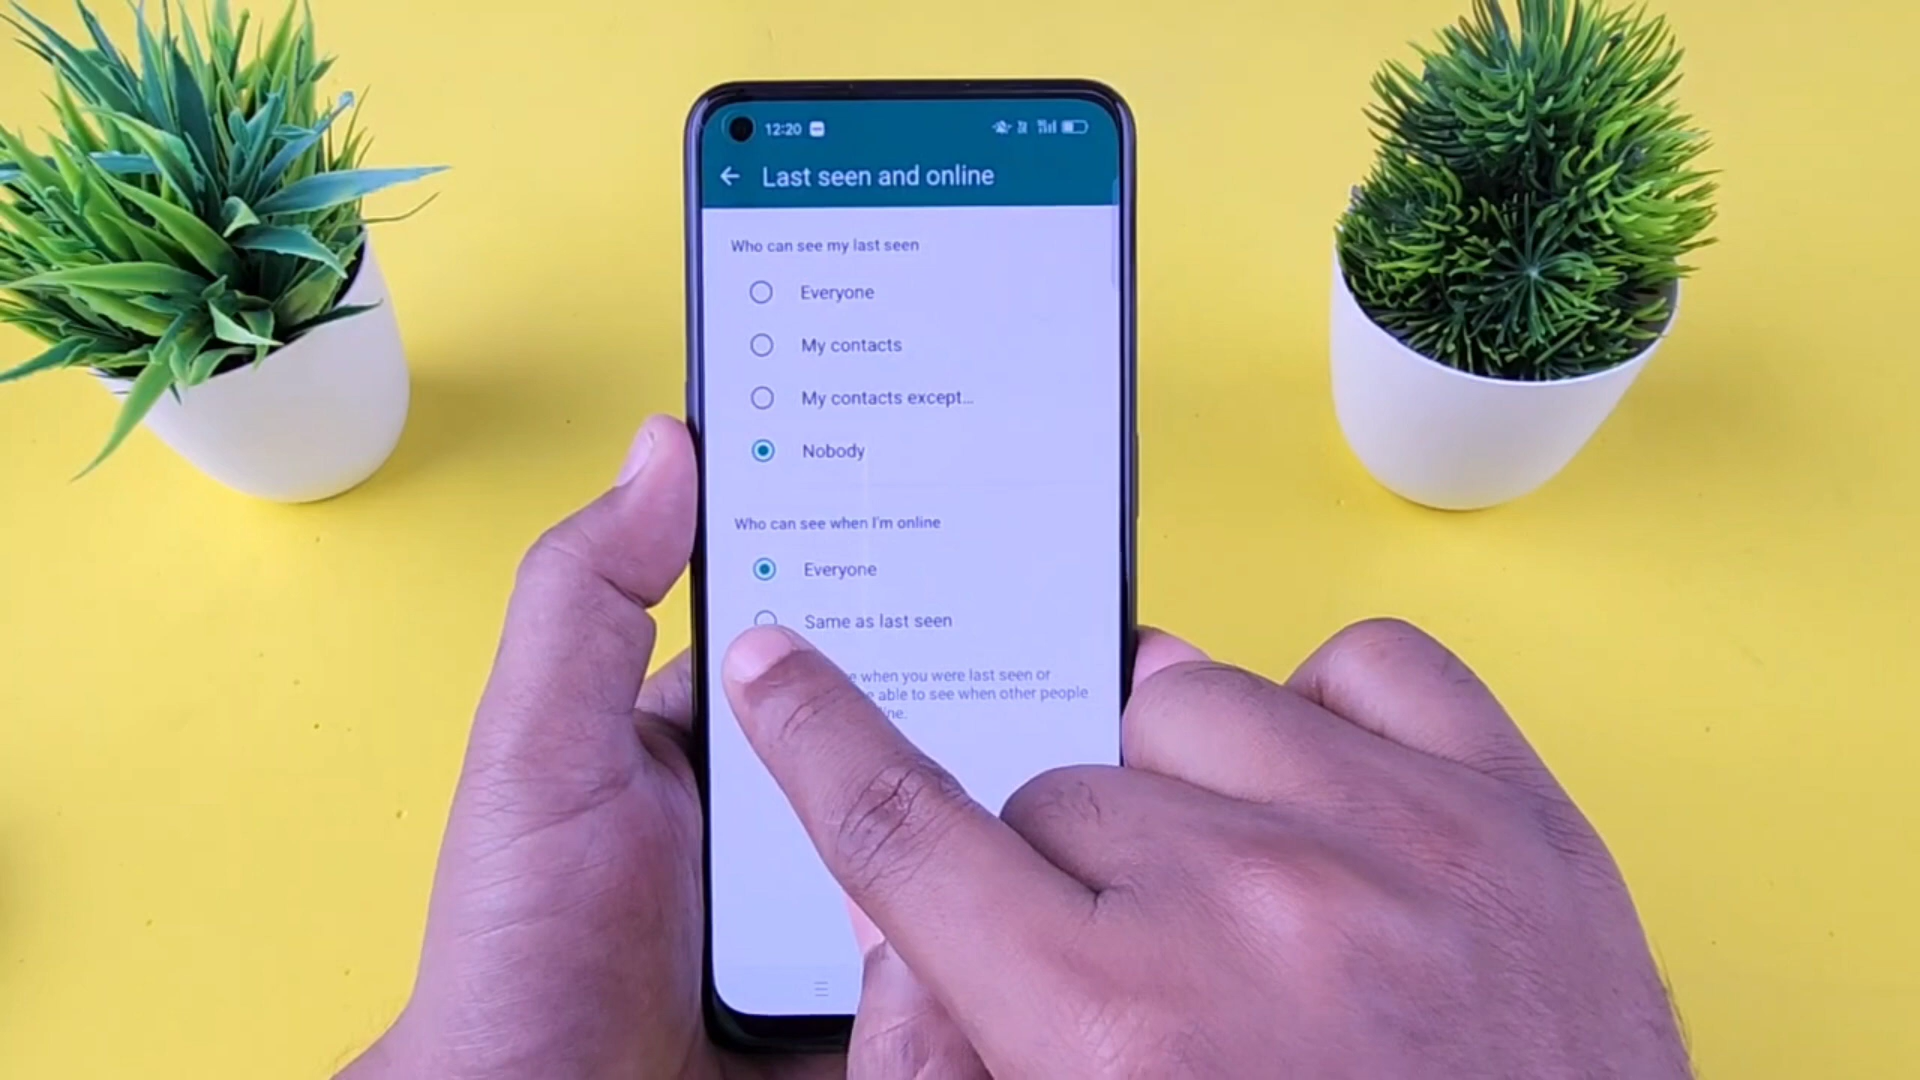 12:20
Last seen and online
Who can see my last seen
Everyone
My contacts
My contacts except...
Nobody
Who can see when I'm online
Everyone
Same as last seen
when you were last seen or
able to see when other people